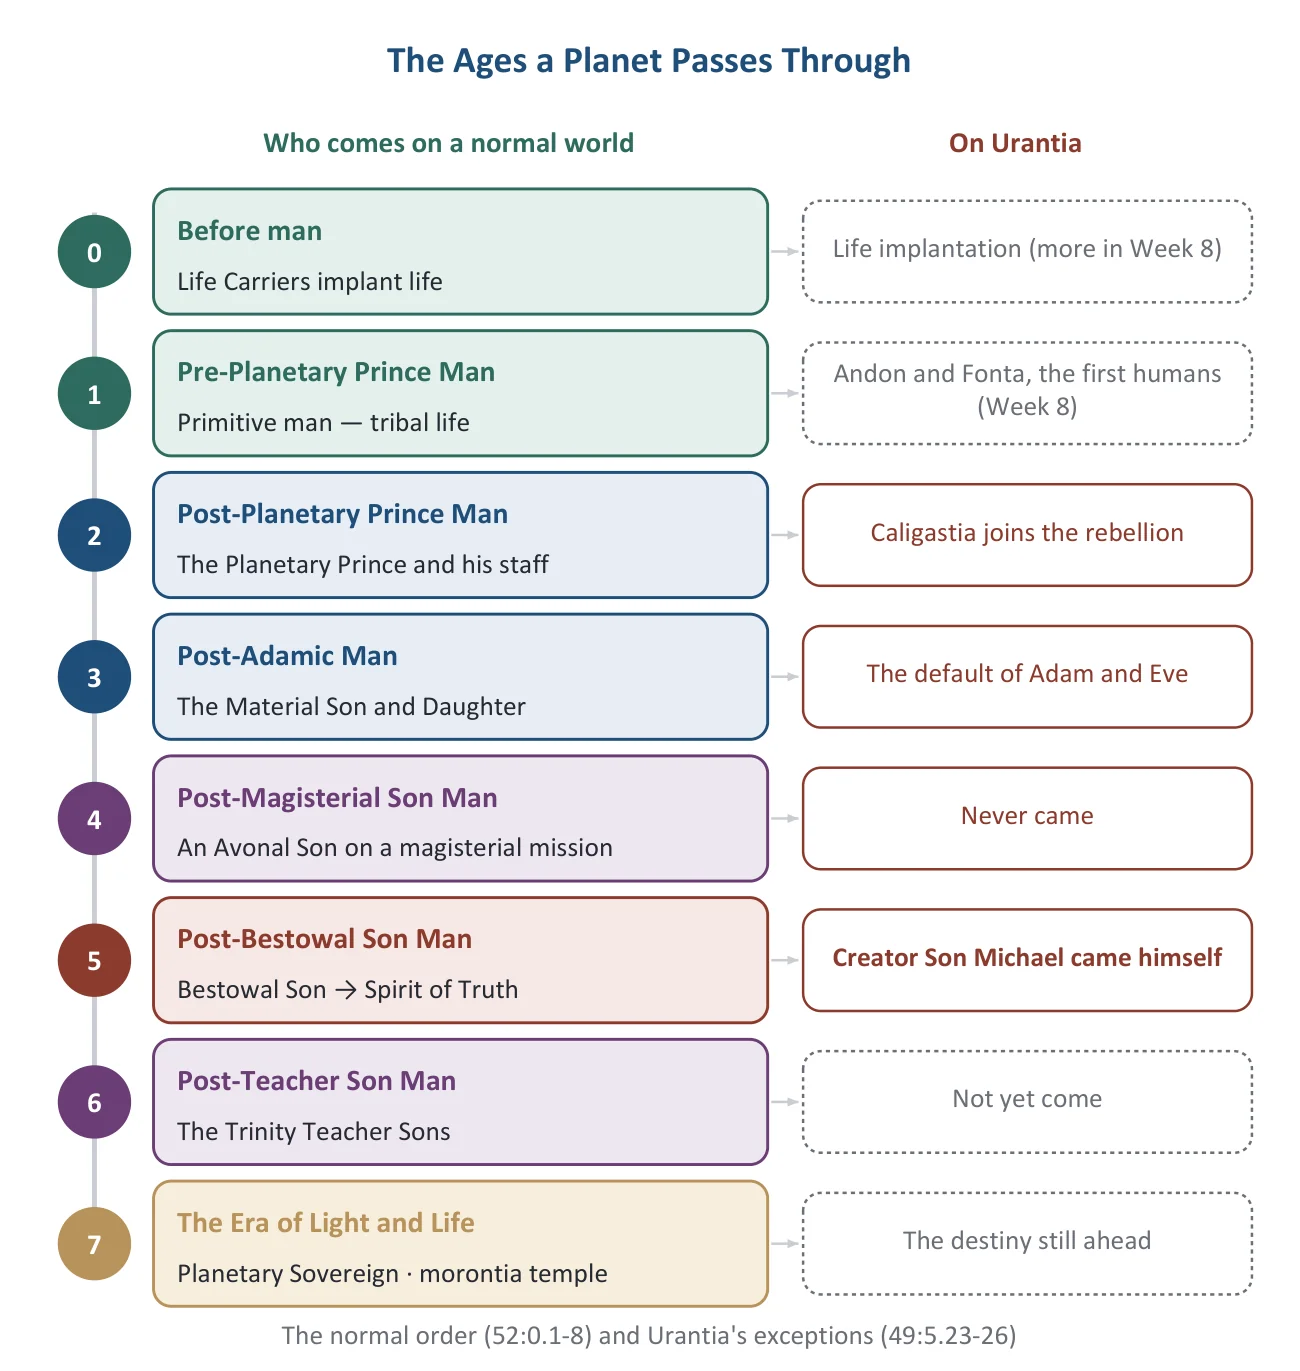 The Ages a Planet Passes Through
Who comes on a normal world
On Urantia
0
Before man
Life Carriers implant life
Life implantation (more in Week 8)
1
Pre-Planetary Prince Man
Primitive man — tribal life
Andon and Fonta, the first humans
(Week 8)
2
Post-Planetary Prince Man
The Planetary Prince and his staff
Caligastia joins the rebellion
3
Post-Adamic Man
The Material Son and Daughter
The default of Adam and Eve
4
Post-Magisterial Son Man
An Avonal Son on a magisterial mission
Never came
5
Post-Bestowal Son Man
Bestowal Son → Spirit of Truth
Creator Son Michael came himself
6
Post-Teacher Son Man
The Trinity Teacher Sons
Not yet come
7
The Era of Light and Life
Planetary Sovereign · morontia temple
The destiny still ahead
The normal order (52:0.1-8) and Urantia's exceptions (49:5.23-26)